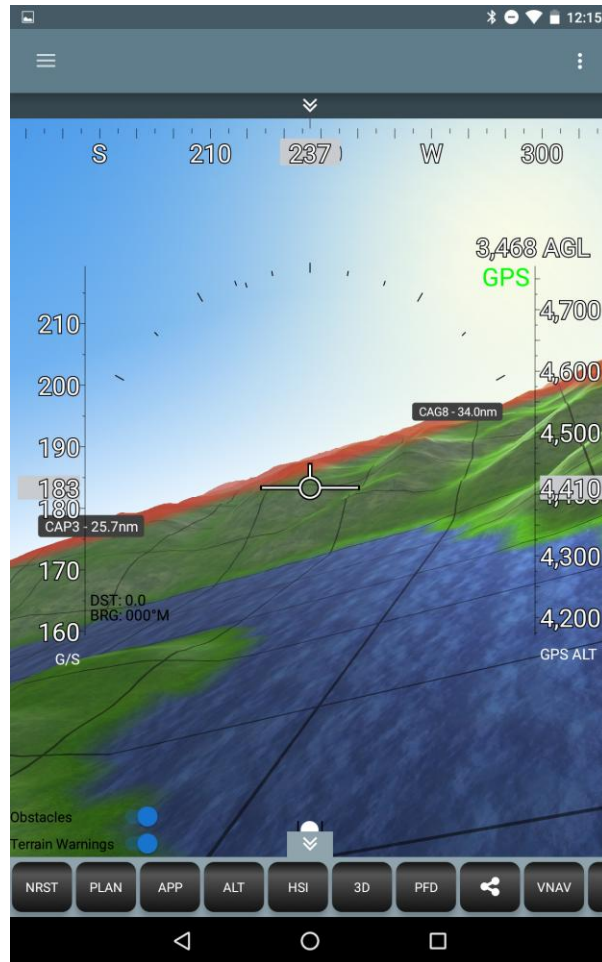 12:15
S 210 237 W 300
3,468 AGL
GPS
210
200
190
183
180
170
160
G/S
4,700
4,600
4,500
4,410
4,300
4,200
GPS ALT
CAG8 - 34.0nm
CAP3 - 25.7nm
DST: 0.0
BRG: 000°M
Obstacles
Terrain Warnings
NRST PLAN APP ALT HSI 3D PFD VNAV